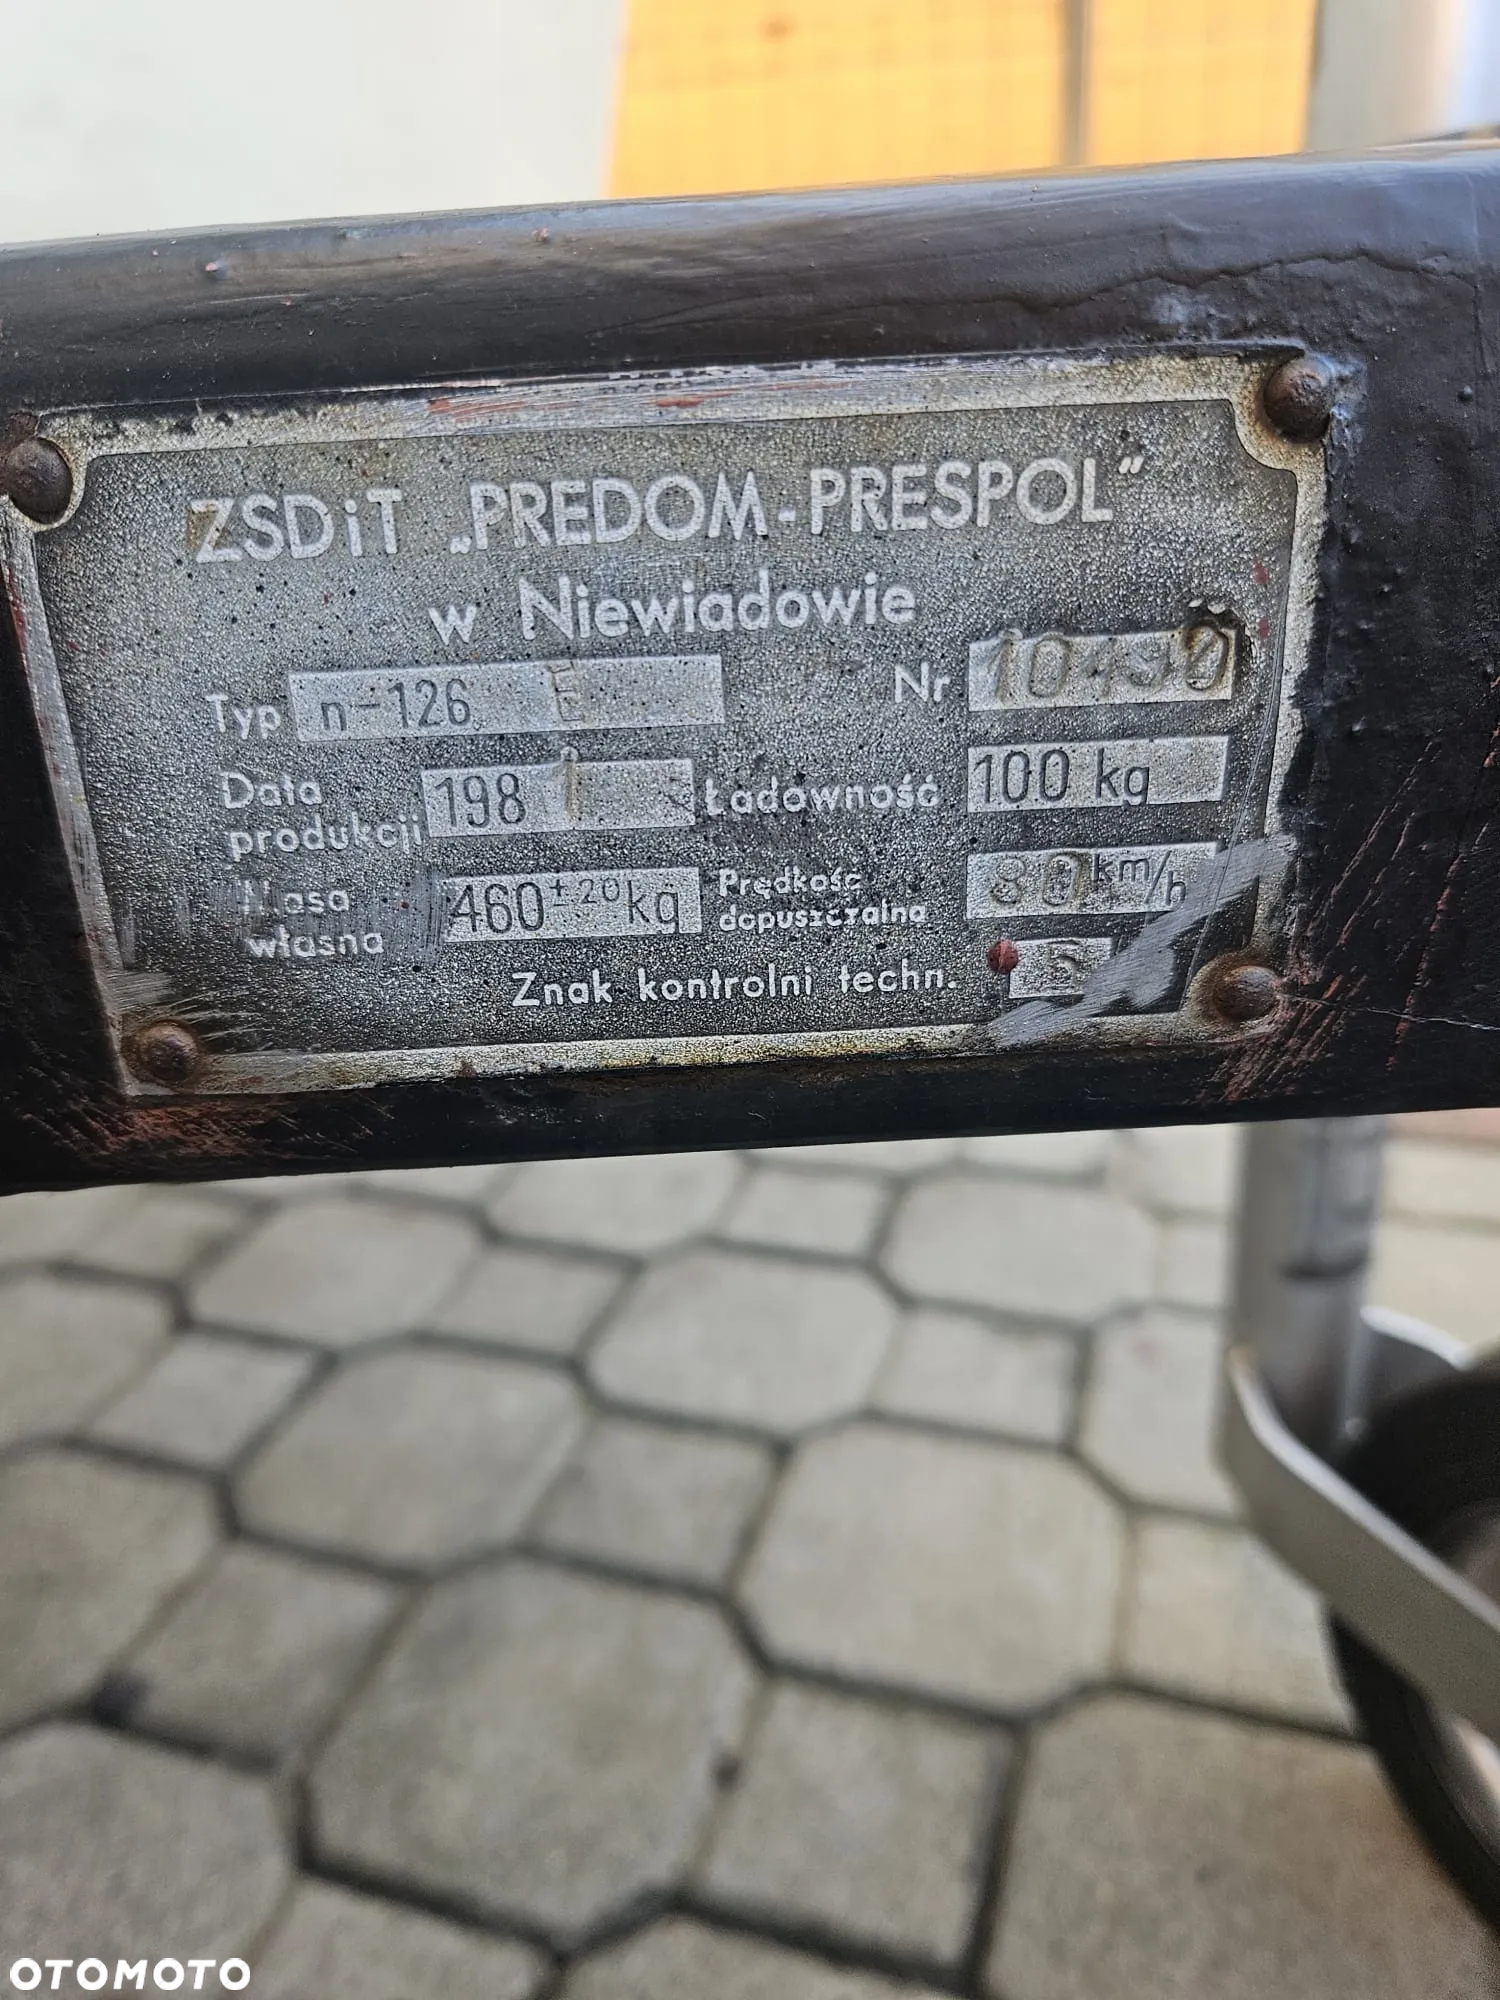 ZSDiT „PREDOM-PRESPOL"
w Niewiadowie
Typ n-126 E Nr 10490
Data produkcji 1981 Ładowność 100 kg
Masa własna 460 ±20 kg Prędkość dopuszczalna 80 km/h
Znak kontrolni techn. 5
OTOMOTO